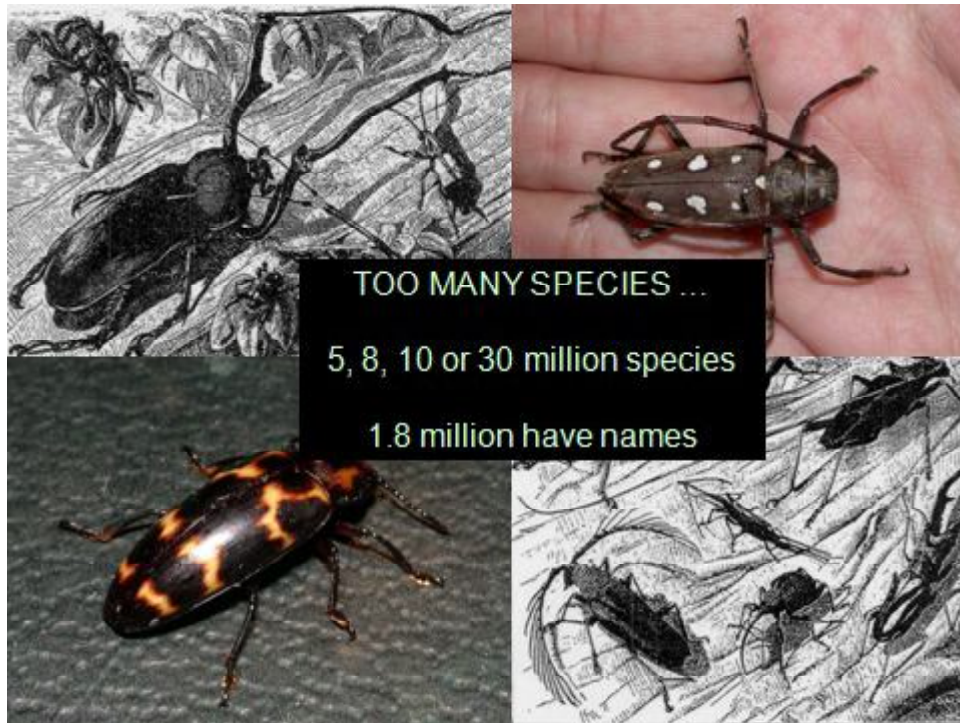 TOO MANY SPECIES ...
5, 8, 10 or 30 million species
1.8 million have names